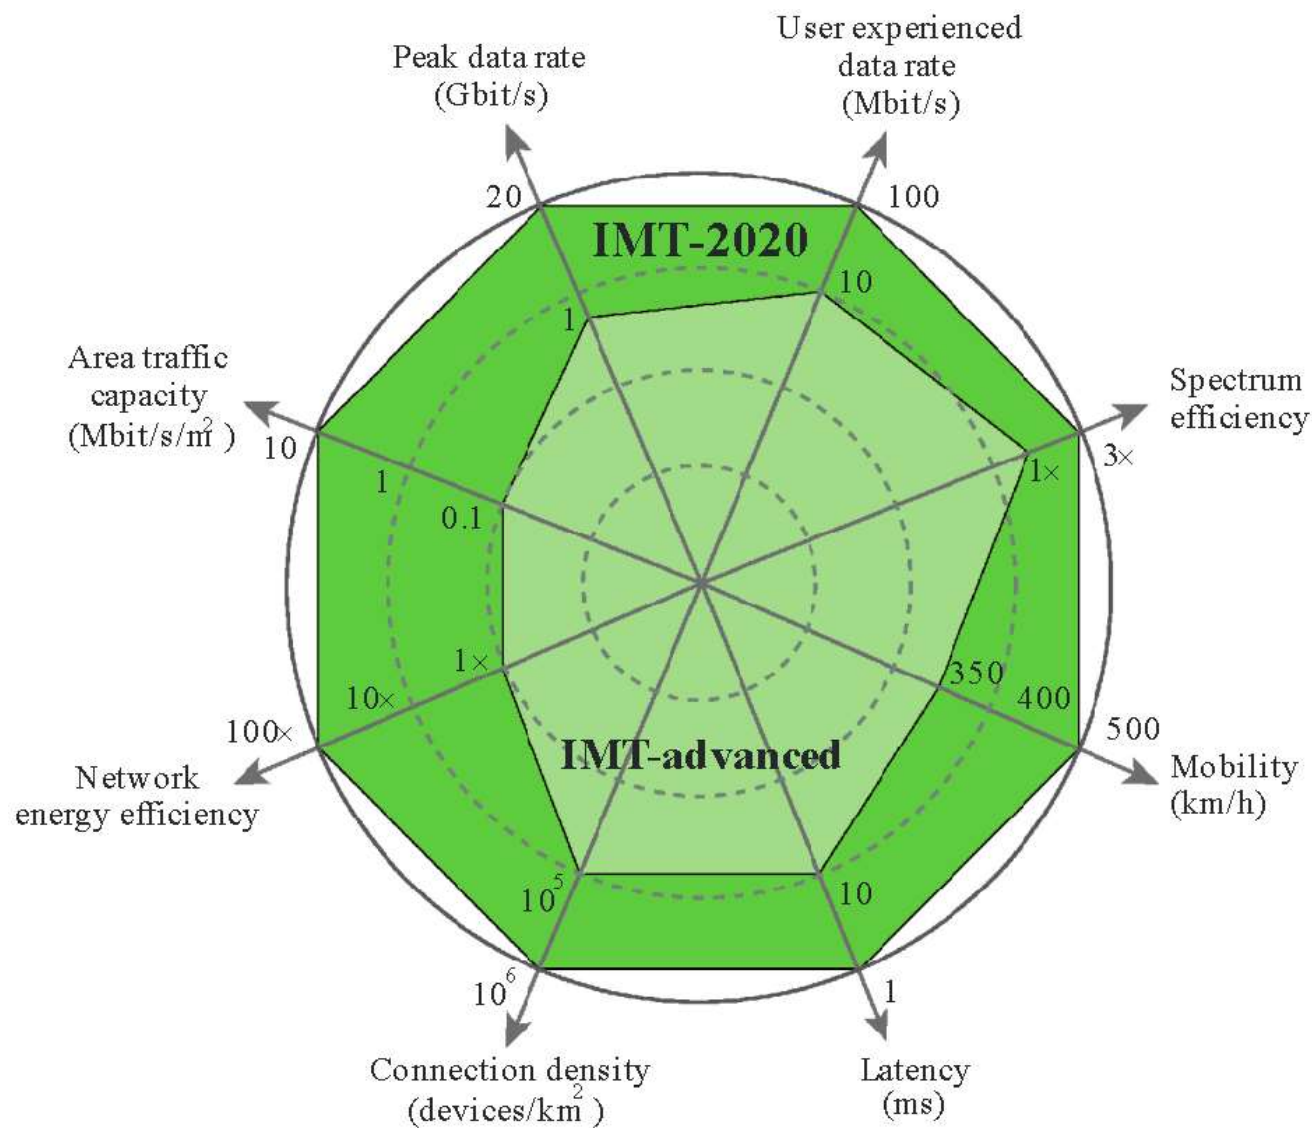 User experienced
data rate
(Mbit/s)
Peak data rate
(Gbit/s)
20
100
IMT-2020
10
1
Area traffic
capacity
(Mbit/s/m²)
10
1
0.1
Spectrum
efficiency
3×
1×
1×
10×
100×
Network
energy efficiency
350
400
500
Mobility
(km/h)
IMT-advanced
10⁵
10
10⁶
1
Connection density
(devices/km²)
Latency
(ms)